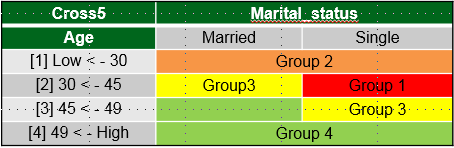 Cross5 Marital_status
Age Married Single
[1] Low < - 30 Group 2
[2] 30 < - 45 Group3 Group 1
[3] 45 < - 49 Group 3
[4] 49 < - High Group 4